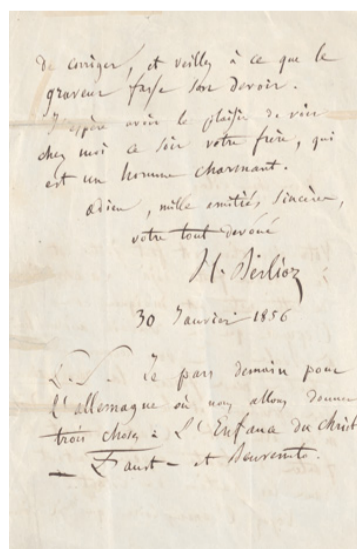 de corriger, et veillez à ce que le
graveur fasse son devoir.
J'espère avoir le plaisir de voir
chez moi ce soir votre frère, qui
est un homme charmant.
adieu, mille amitiés sincères,
votre tout dévoué
H. Berlioz
30 Janvier 1856
P.S. Je pars demain pour
l'allemagne où nous allons donner
trois choses : L'Enfance du Christ
— Faust — et Benvenuto.